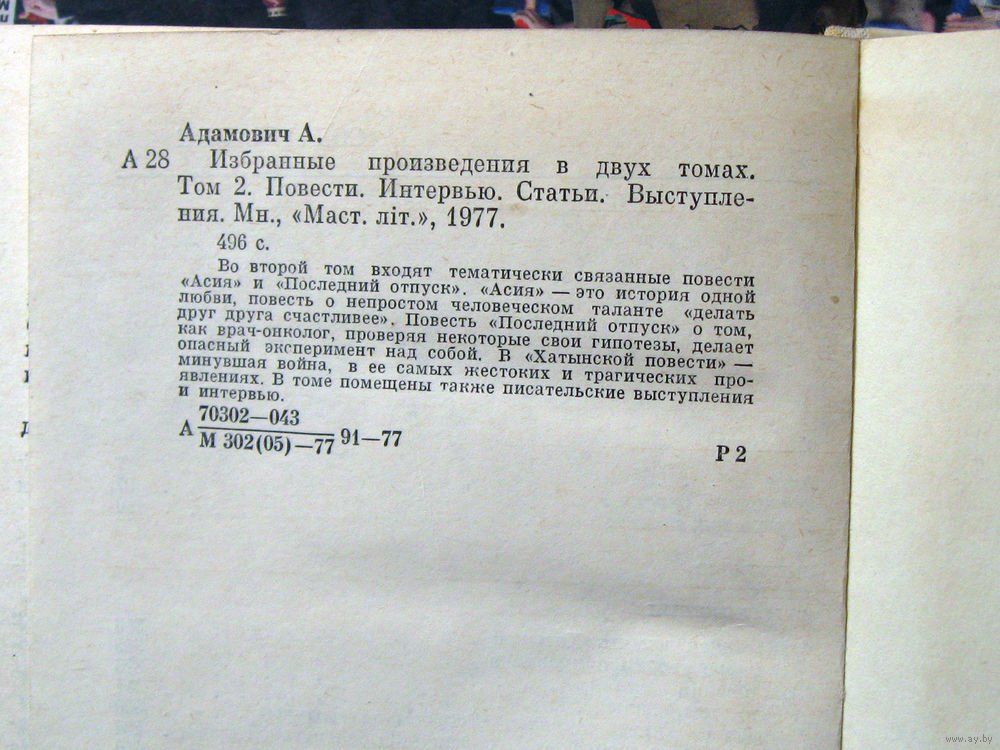 Адамович А.
А 28 Избранные произведения в двух томах.
Том 2. Повести. Интервью. Статьи. Выступле-
ния. Мн., «Маст. літ.», 1977.
496 с.
Во второй том входят тематически связанные повести
«Асия» и «Последний отпуск». «Асия» — это история одной
любви, повесть о непростом человеческом таланте «делать
друг друга счастливее». Повесть «Последний отпуск» о том,
как врач-онколог, проверяя некоторые свои гипотезы, делает
опасный эксперимент над собой. В «Хатынской повести» —
минувшая война, в ее самых жестоких и трагических про-
явлениях. В томе помещены также писательские выступления
и интервью.
70302—043
А М 302(05)—77 91—77
Р 2
www.ay.by